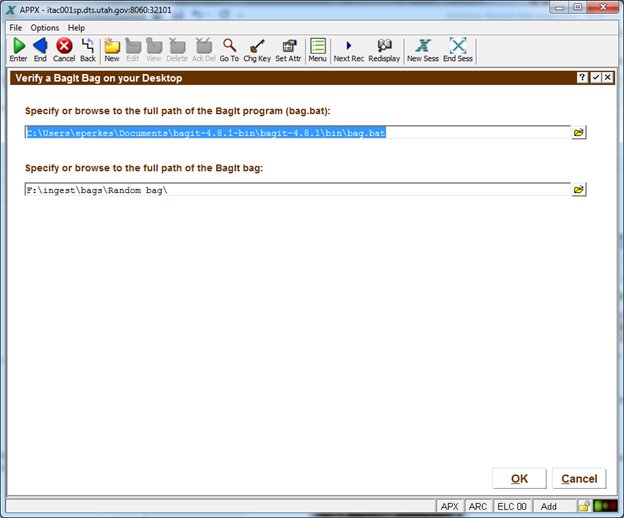 APPX - itac001sp.dts.utah.gov:8060:32101
File Options Help
Enter End Cancel Back New Edit View Delete Ack Del Go To Chg Key Set Attr Menu Next Rec Redisplay New Sess End Sess
Verify a BagIt Bag on your Desktop
Specify or browse to the full path of the BagIt program (bag.bat):
C:\Users\eperkes\Documents\bagit-4.8.1-bin\bagit-4.8.1\bin\bag.bat
Specify or browse to the full path of the BagIt bag:
F:\ingest\bags\Random bag\
OK Cancel
APX ARC ELC 00 Add